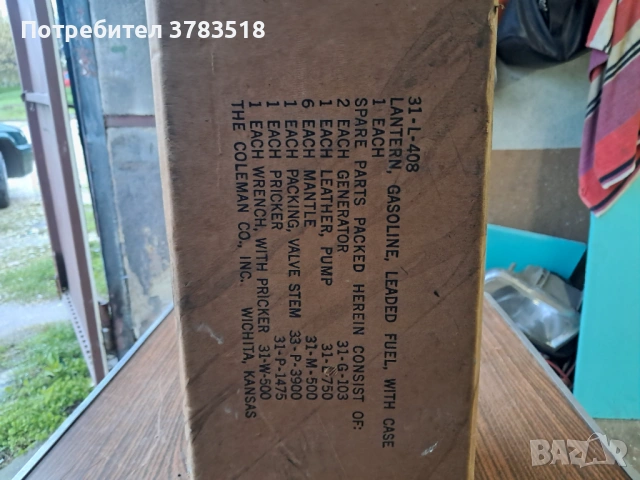 Потребител 3783518
31-L-408
LANTERN, GASOLINE, LEADED FUEL, WITH CASE
1 EACH
SPARE PARTS PACKED HEREIN CONSIST OF:
2 EACH GENERATOR 31-G-103
1 EACH LEATHER, PUMP 31-L-750
6 EACH MANTLE 31-M-500
1 EACH PACKING, VALVE STEM 33-P-3900
1 EACH PRICKER 31-P-1475
1 EACH WRENCH, WITH PRICKER 31-W-500
THE COLEMAN CO., INC. WICHITA, KANSAS
BAZAR